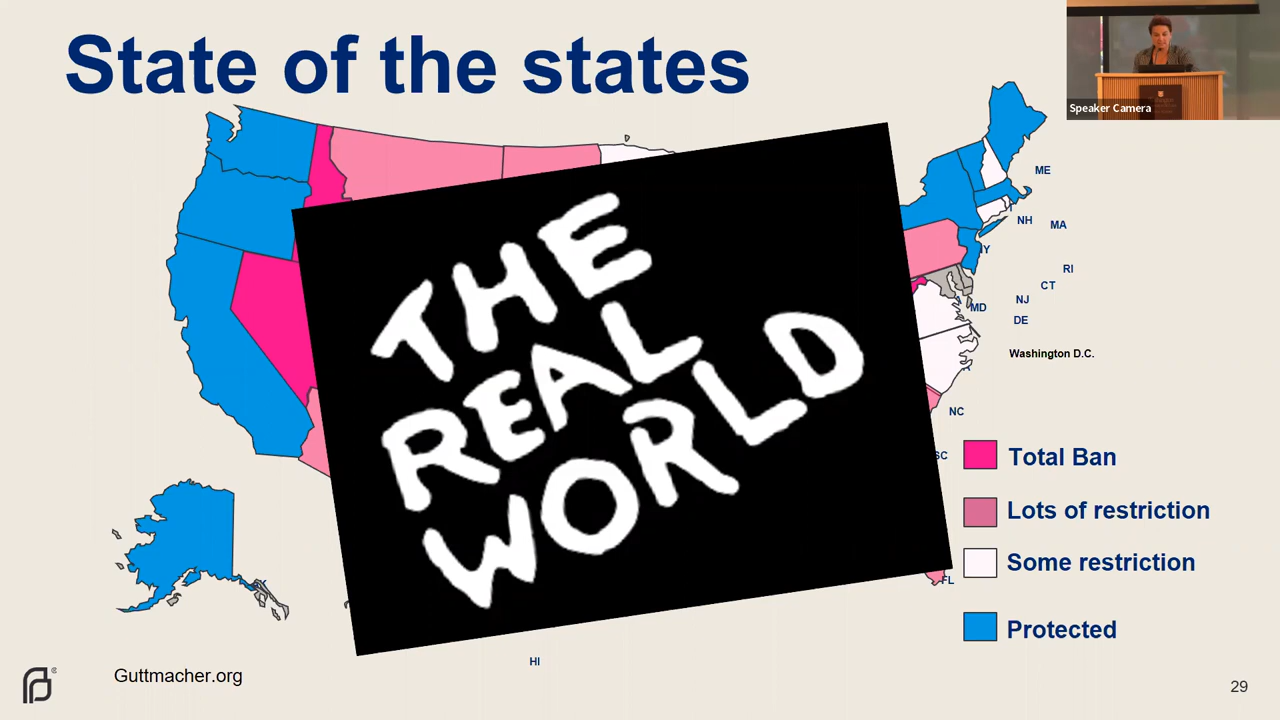 State of the states
Speaker Camera
D
THE
REAL
WORLD
ME
NH
MA
Y
RI
CT
NJ
MD
DE
Washington D.C.
NC
SC
FL
HI
Total Ban
Lots of restriction
Some restriction
Protected
Guttmacher.org
29